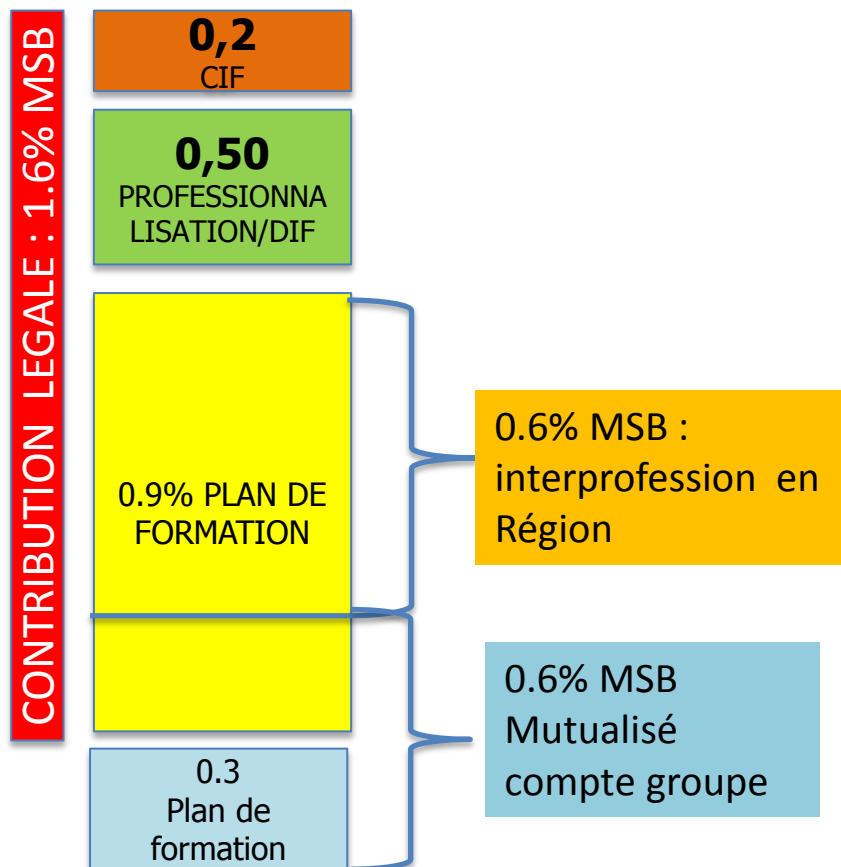 CONTRIBUTION LEGALE : 1.6% MSB
0,2
CIF
0,50
PROFESSIONNA
LISATION/DIF
0.9% PLAN DE
FORMATION
0.6% MSB :
interprofession en
Région
0.6% MSB
Mutualisé
compte groupe
0.3
Plan de
formation